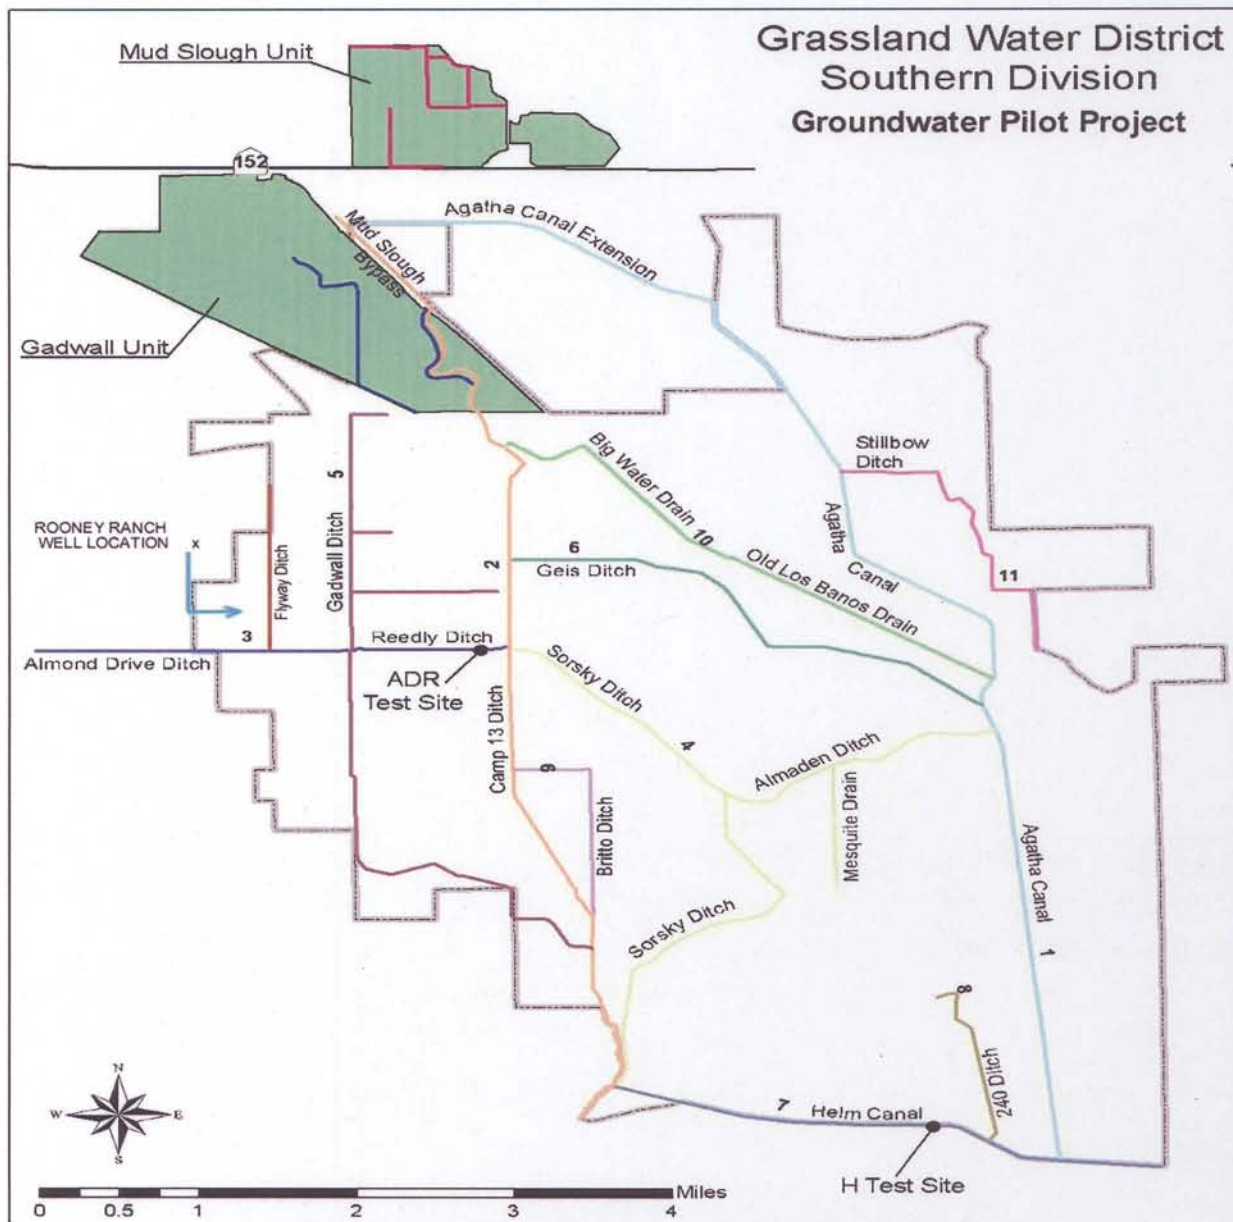 Grassland Water District
Southern Division
Groundwater Pilot Project
Mud Slough Unit
152
Agatha Canal Extension
Mud Slough
Bypass
Gadwall Unit
Stillbow
Ditch
5
Big Water Drain
10
Old Los Banos Drain
Agatha
Canal
ROONEY RANCH
WELL LOCATION
x
Flyway Ditch
Gadwall Ditch
2
6
Geis Ditch
11
3
Reedly Ditch
Almond Drive Ditch
ADR
Test Site
Sorsky Ditch
4
Camp 13 Ditch
9
Britto Ditch
Almaden Ditch
Mesquite Drain
Agatha Canal
1
Sorsky Ditch
8
240 Ditch
7
Helm Canal
H Test Site
N
W
E
S
Miles
0
0.5
1
2
3
4